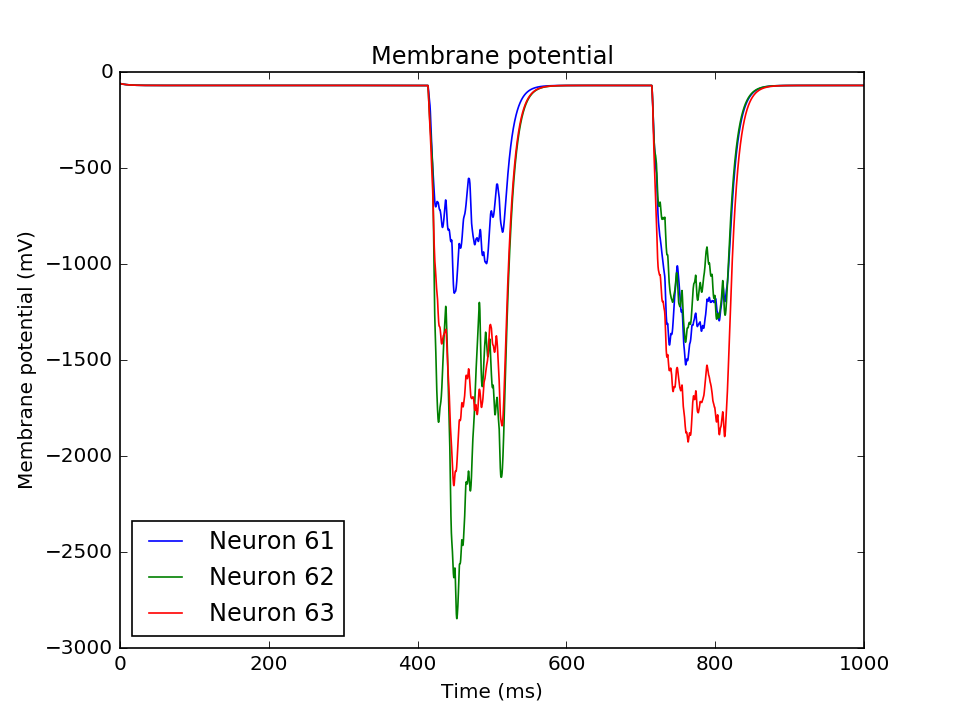 Membrane potential
Membrane potential (mV)
0
−500
−1000
−1500
−2000
−2500
−3000
Neuron 61
Neuron 62
Neuron 63
0 200 400 600 800 1000
Time (ms)